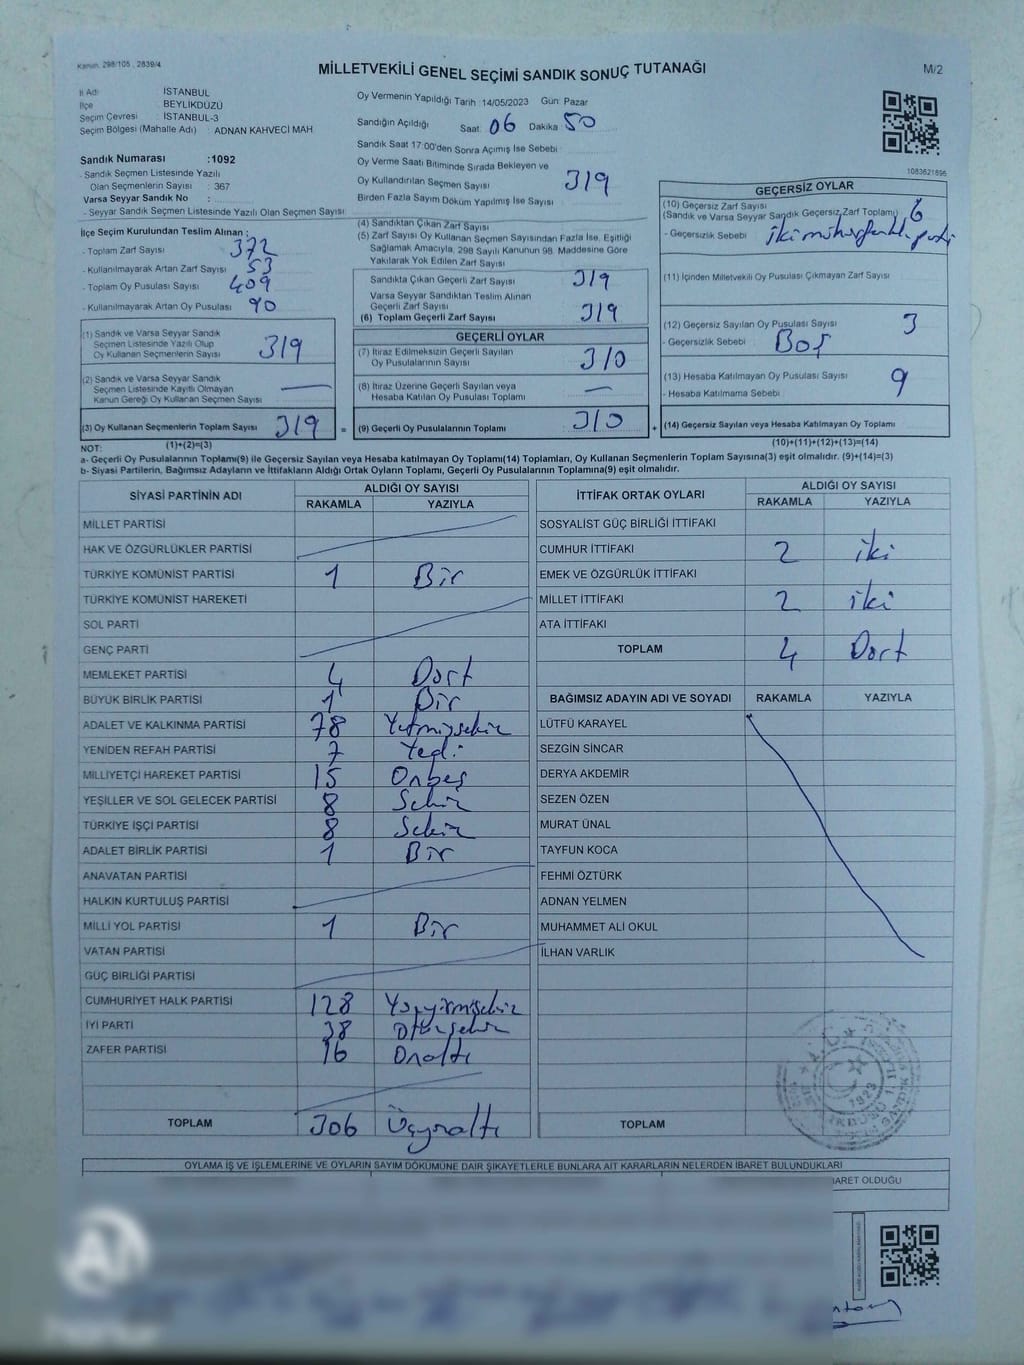 Kanun. 298/105 , 2839/4
MİLLETVEKİLİ GENEL SEÇİMİ SANDIK SONUÇ TUTANAĞI
M/2
İl Adı İSTANBUL
İlçe BEYLİKDÜZÜ
Seçim Çevresi : İSTANBUL-3
Seçim Bölgesi (Mahalle Adı) : ADNAN KAHVECİ MAH
Oy Vermenin Yapıldığı Tarih :14/05/2023 Gün: Pazar
Sandığın Açıldığı Saat: 06 Dakika 50
Sandık Saat 17:00'den Sonra Açımış İse Sebebi
Oy Verme Saati Bitiminde Sırada Bekleyen ve
Oy Kullandırılan Seçmen Sayısı 319
Birden Fazla Sayım Döküm Yapılmış İse Sayısı
Sandık Numarası :1092
- Sandık Seçmen Listesinde Yazılı
Olan Seçmenlerin Sayısı : 367
Varsa Seyyar Sandık No :
- Seyyar Sandık Seçmen Listesinde Yazılı Olan Seçmen Sayısı:
İlçe Seçim Kurulundan Teslim Alınan ;
- Toplam Zarf Sayısı : 372
- Kullanılmayarak Artan Zarf Sayısı : 53
- Toplam Oy Pusulası Sayısı : 409
- Kullanılmayarak Artan Oy Pusulası : 90
(1) Sandık ve Varsa Seyyar Sandık
Seçmen Listesinde Yazılı Olup
Oy Kullanan Seçmenlerin Sayısı 319
(2) Sandık ve Varsa Seyyar Sandık
Seçmen Listesinde Kayıtlı Olmayan
Kanun Gereği Oy Kullanan Seçmen Sayısı
(3) Oy Kullanan Seçmenlerin Toplam Sayısı 319 =
(1)+(2)=(3)
(4) Sandıktan Çıkan Zarf Sayısı
(5) Zarf Sayısı Oy Kullanan Seçmen Sayısından Fazla İse, Eşitliği
Sağlamak Amacıyla, 298 Sayılı Kanunun 98. Maddesine Göre
Yakılarak Yok Edilen Zarf Sayısı
Sandıkta Çıkan Geçerli Zarf Sayısı 319
Varsa Seyyar Sandıktan Teslim Alınan
Geçerli Zarf Sayısı
(6) Toplam Geçerli Zarf Sayısı 319
GEÇERLİ OYLAR
(7) İtiraz Edilmeksizin Geçerli Sayılan
Oy Pusulalarının Sayısı 310
(8) İtiraz Üzerine Geçerli Sayılan veya
Hesaba Katılan Oy Pusulası Toplamı
(9) Geçerli Oy Pusulalarının Toplamı 310 +
1083621896
GEÇERSİZ OYLAR
(10) Geçersiz Zarf Sayısı 6
(Sandık ve Varsa Seyyar Sandık Geçersiz Zarf Toplamı)
- Geçersizlik Sebebi : iki
(11) İçinden Milletvekili Oy Pusulası Çıkmayan Zarf Sayısı
(12) Geçersiz Sayılan Oy Pusulası Sayısı 3
- Geçersizlik Sebebi : Boş
(13) Hesaba Katılmayan Oy Pusulası Sayısı 9
- Hesaba Katılmama Sebebi :
(14) Geçersiz Sayılan veya Hesaba Katılmayan Oy Toplamı
(10)+(11)+(12)+(13)=(14)
NOT:
a- Geçerli Oy Pusulalarının Toplamı(9) ile Geçersiz Sayılan veya Hesaba katılmayan Oy Toplamı(14) Toplamları, Oy Kullanan Seçmenlerin Toplam Sayısına(3) eşit olmalıdır. (9)+(14)=(3)
b- Siyasi Partilerin, Bağımsız Adayların ve İttifakların Aldığı Ortak Oyların Toplamı, Geçerli Oy Pusulalarının Toplamına(9) eşit olmalıdır.
SİYASİ PARTİNİN ADI ALDIĞI OY SAYISI
RAKAMLA YAZIYLA
MİLLET PARTİSİ
HAK VE ÖZGÜRLÜKLER PARTİSİ
TÜRKİYE KOMÜNİST PARTİSİ 1 Bir
TÜRKİYE KOMÜNİST HAREKETİ
SOL PARTİ
GENÇ PARTİ
MEMLEKET PARTİSİ 4 Dört
BÜYÜK BİRLİK PARTİSİ 1 Bir
ADALET VE KALKINMA PARTİSİ 78 Yetmişsekiz
YENİDEN REFAH PARTİSİ 7 Yedi
MİLLİYETÇİ HAREKET PARTİSİ 15 Onbeş
YEŞİLLER VE SOL GELECEK PARTİSİ 8 Sekiz
TÜRKİYE İŞÇİ PARTİSİ 8 Sekiz
ADALET BİRLİK PARTİSİ 1 Bir
ANAVATAN PARTİSİ
HALKIN KURTULUŞ PARTİSİ
MİLLİ YOL PARTİSİ 1 Bir
VATAN PARTİSİ
GÜÇ BİRLİĞİ PARTİSİ
CUMHURİYET HALK PARTİSİ 128 Yüzyirmisekiz
İYİ PARTİ 38 Otuzsekiz
ZAFER PARTİSİ 16 Onaltı
TOPLAM 306 Üçyüzaltı
İTTİFAK ORTAK OYLARI ALDIĞI OY SAYISI
RAKAMLA YAZIYLA
SOSYALİST GÜÇ BİRLİĞİ İTTİFAKI
CUMHUR İTTİFAKI 2 iki
EMEK VE ÖZGÜRLÜK İTTİFAKI
MİLLET İTTİFAKI 2 iki
ATA İTTİFAKI
TOPLAM 4 Dört
BAĞIMSIZ ADAYIN ADI VE SOYADI RAKAMLA YAZIYLA
LÜTFÜ KARAYEL
SEZGİN SİNCAR
DERYA AKDEMİR
SEZEN ÖZEN
MURAT ÜNAL
TAYFUN KOCA
FEHMİ ÖZTÜRK
ADNAN YELMEN
MUHAMMET ALİ OKUL
İLHAN VARLIK
TOPLAM
1923
OYLAMA İŞ VE İŞLEMLERİNE VE OYLARIN SAYIM DÖKÜMÜNE DAİR ŞİKAYETLERLE BUNLARA AİT KARARLARIN NELERDEN İBARET BULUNDUKLARI
BARET OLDUĞU